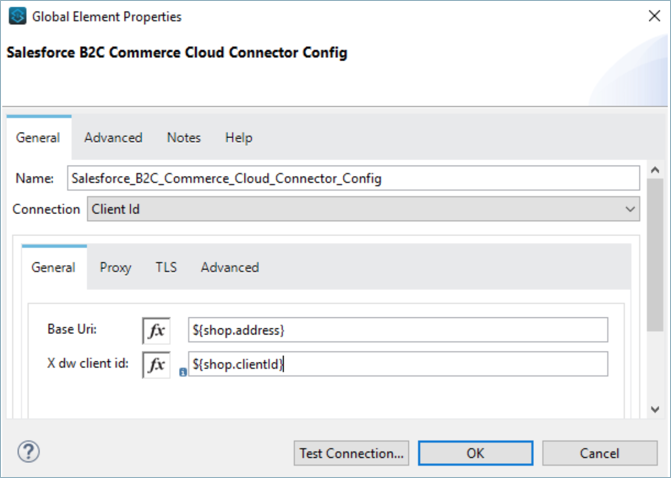 Global Element Properties
Salesforce B2C Commerce Cloud Connector Config
General Advanced Notes Help
Name: Salesforce_B2C_Commerce_Cloud_Connector_Config
Connection Client Id
General Proxy TLS Advanced
Base Uri: fx ${shop.address}
X dw client id: fx ${shop.clientId}
? Test Connection... OK Cancel